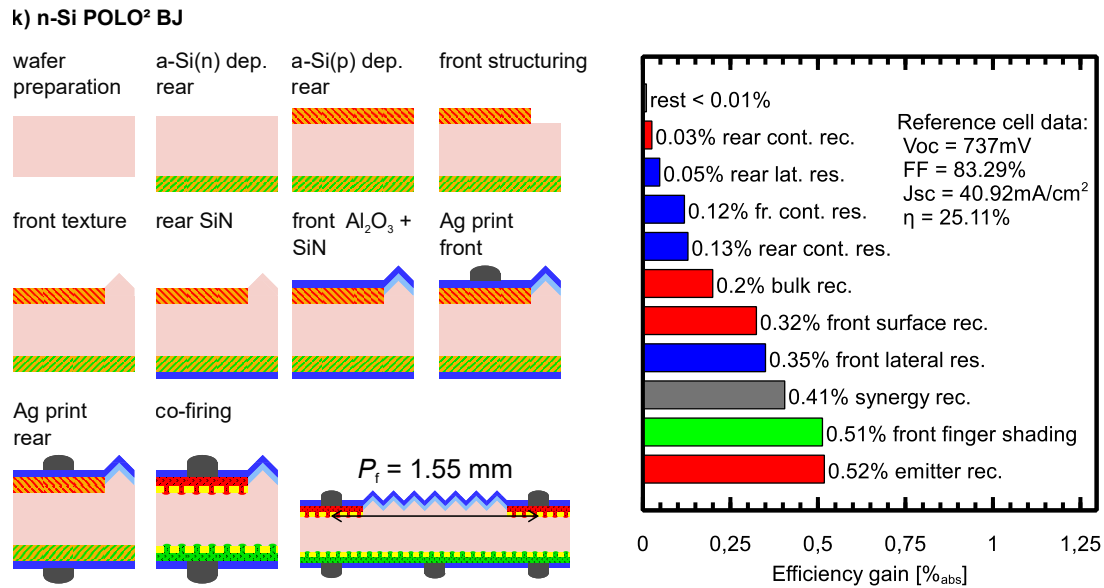 k) n-Si POLO² BJ
wafer
preparation
a-Si(n) dep.
rear
a-Si(p) dep.
rear
front structuring
front texture
rear SiN
front Al₂O₃ +
SiN
Ag print
front
Ag print
rear
co-firing
P_f = 1.55 mm
rest < 0.01%
0.03% rear cont. rec.
0.05% rear lat. res.
0.12% fr. cont. res.
0.13% rear cont. res.
0.2% bulk rec.
0.32% front surface rec.
0.35% front lateral res.
0.41% synergy rec.
0.51% front finger shading
0.52% emitter rec.
Reference cell data:
Voc = 737mV
FF = 83.29%
Jsc = 40.92mA/cm²
η = 25.11%
0 0,25 0,5 0,75 1 1,25
Efficiency gain [%abs]